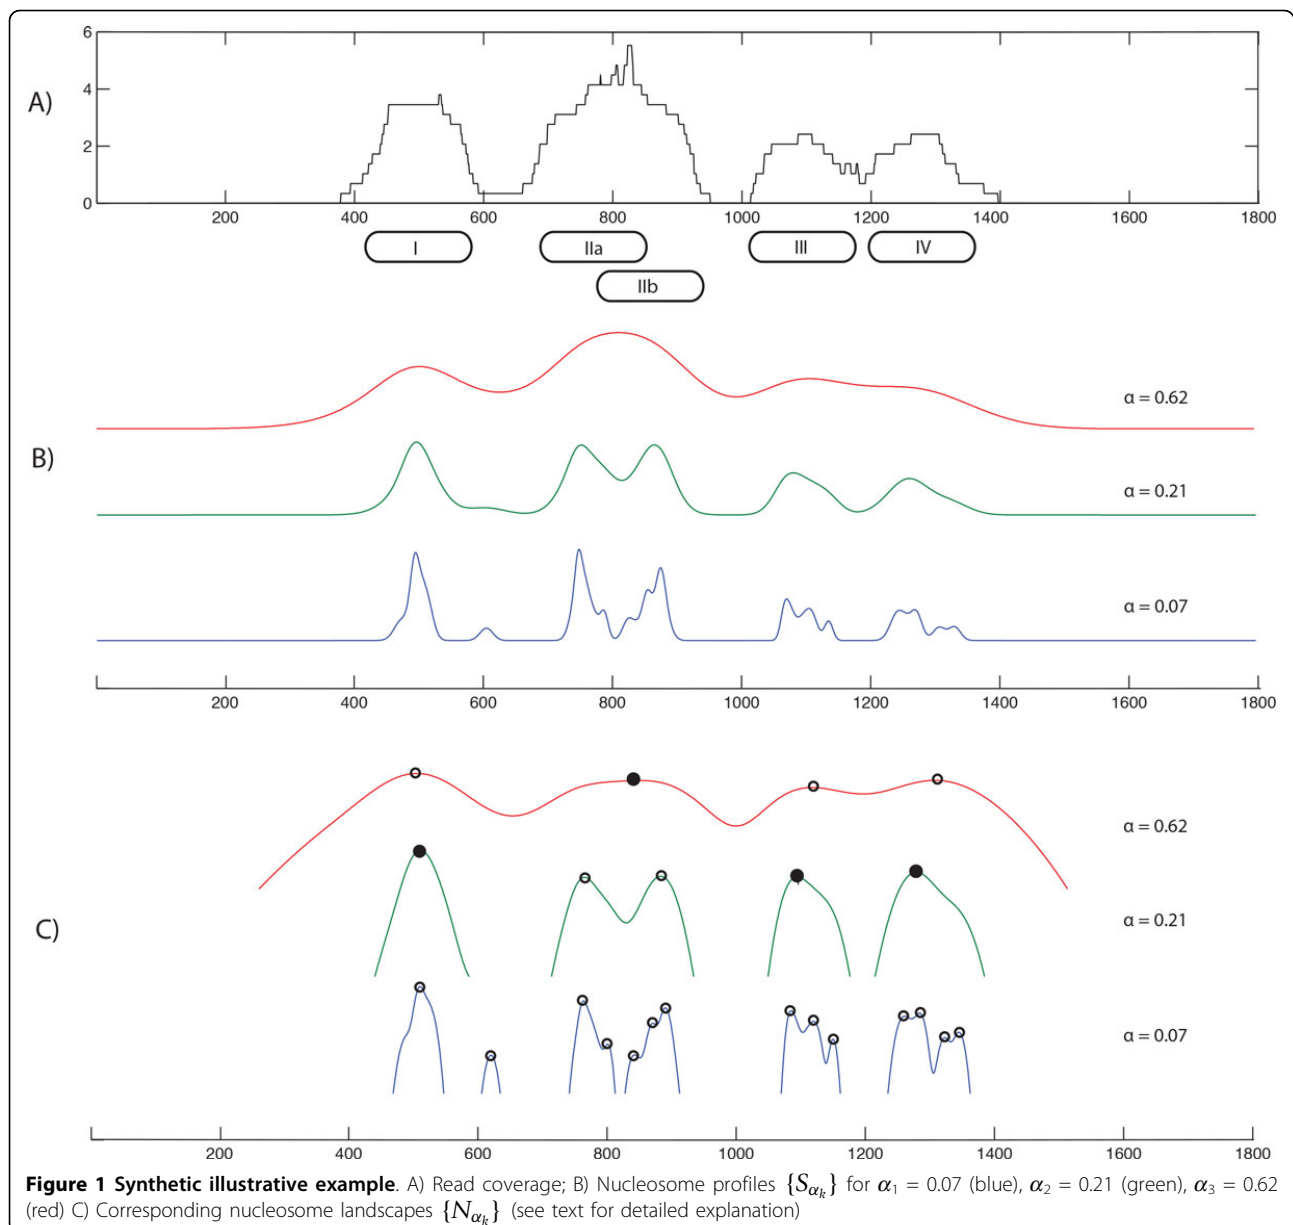 A)
6
4
2
0
200 400 600 800 1000 1200 1400 1600 1800
I IIa III IV
IIb
B)
α = 0.62
α = 0.21
α = 0.07
200 400 600 800 1000 1200 1400 1600 1800
C)
α = 0.62
α = 0.21
α = 0.07
200 400 600 800 1000 1200 1400 1600 1800
Figure 1 Synthetic illustrative example. A) Read coverage; B) Nucleosome profiles {S_{α_k}} for α₁ = 0.07 (blue), α₂ = 0.21 (green), α₃ = 0.62
(red) C) Corresponding nucleosome landscapes {N_{α_k}} (see text for detailed explanation)